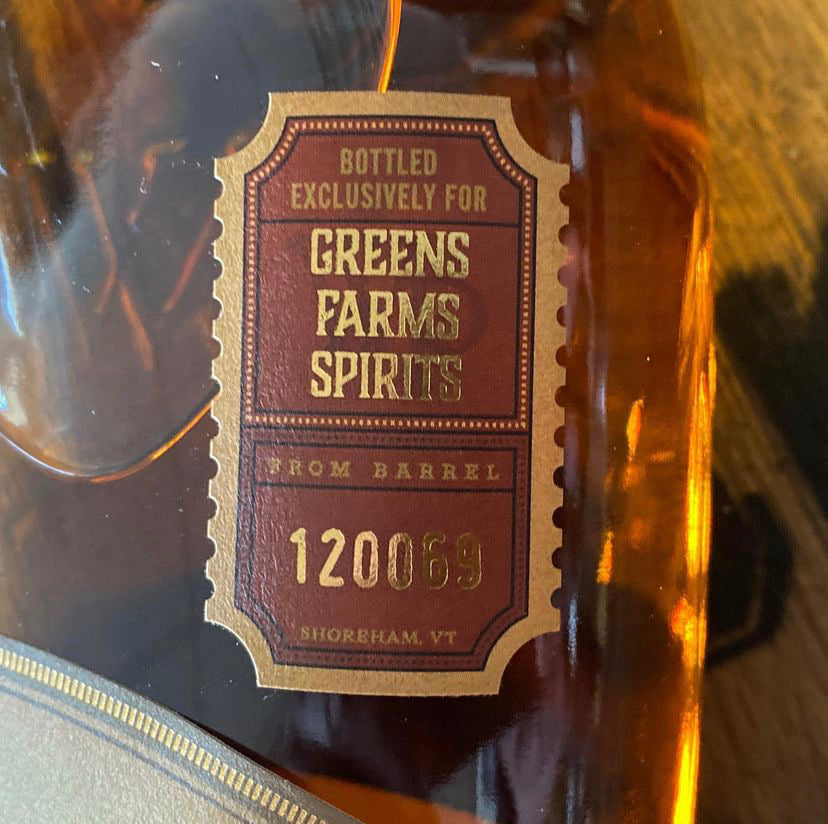 BOTTLED
EXCLUSIVELY FOR
GREENS
FARMS
SPIRITS
FROM BARREL
120069
SHOREHAM, VT